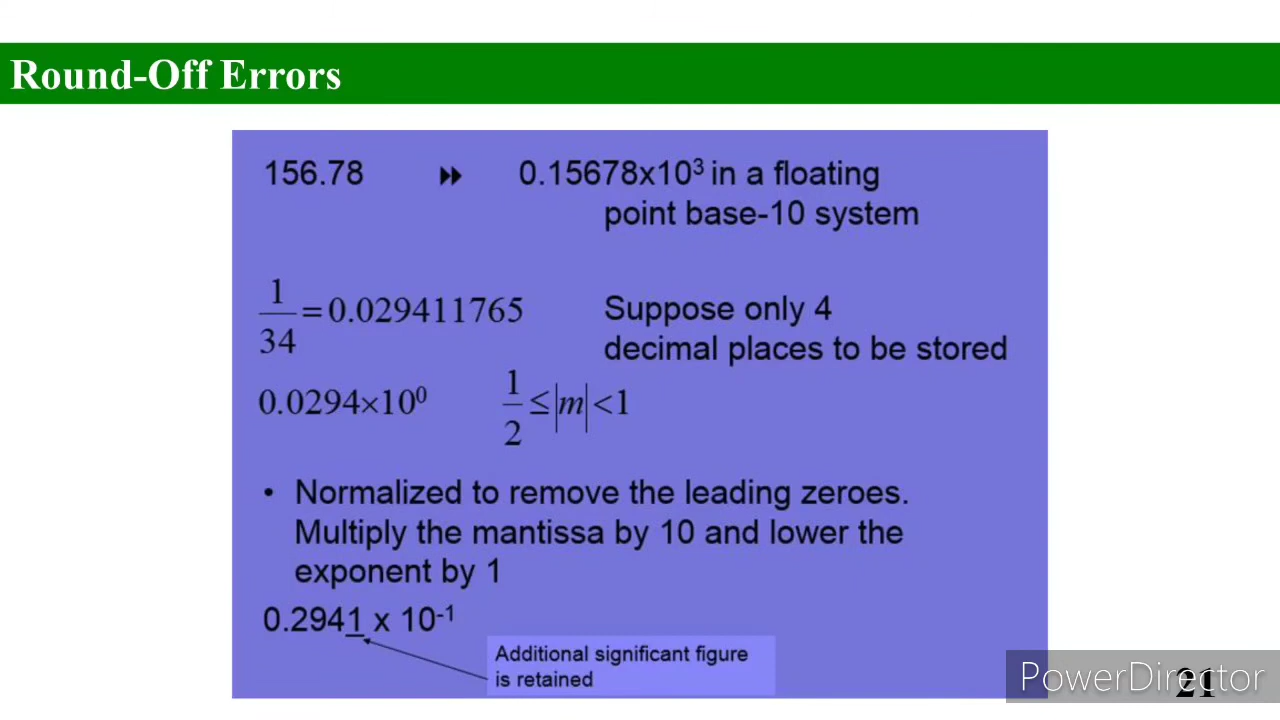 Round-Off Errors
156.78 0.15678x10³ in a floating
point base-10 system
1/34 = 0.029411765 Suppose only 4
decimal places to be stored
0.0294×10⁰ 1/2 ≤ |m| < 1
• Normalized to remove the leading zeroes.
Multiply the mantissa by 10 and lower the
exponent by 1
0.2941 x 10⁻¹
Additional significant figure
is retained
PowerDirector
21